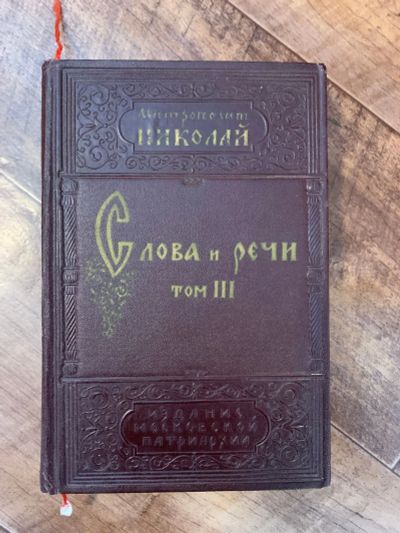 Митрополит
НИКОЛАЙ
СЛОВА и РЕЧИ
ТОМ III
ИЗДАНИЕ
МОСКОВСКОЙ
ПАТРИАРХИИ